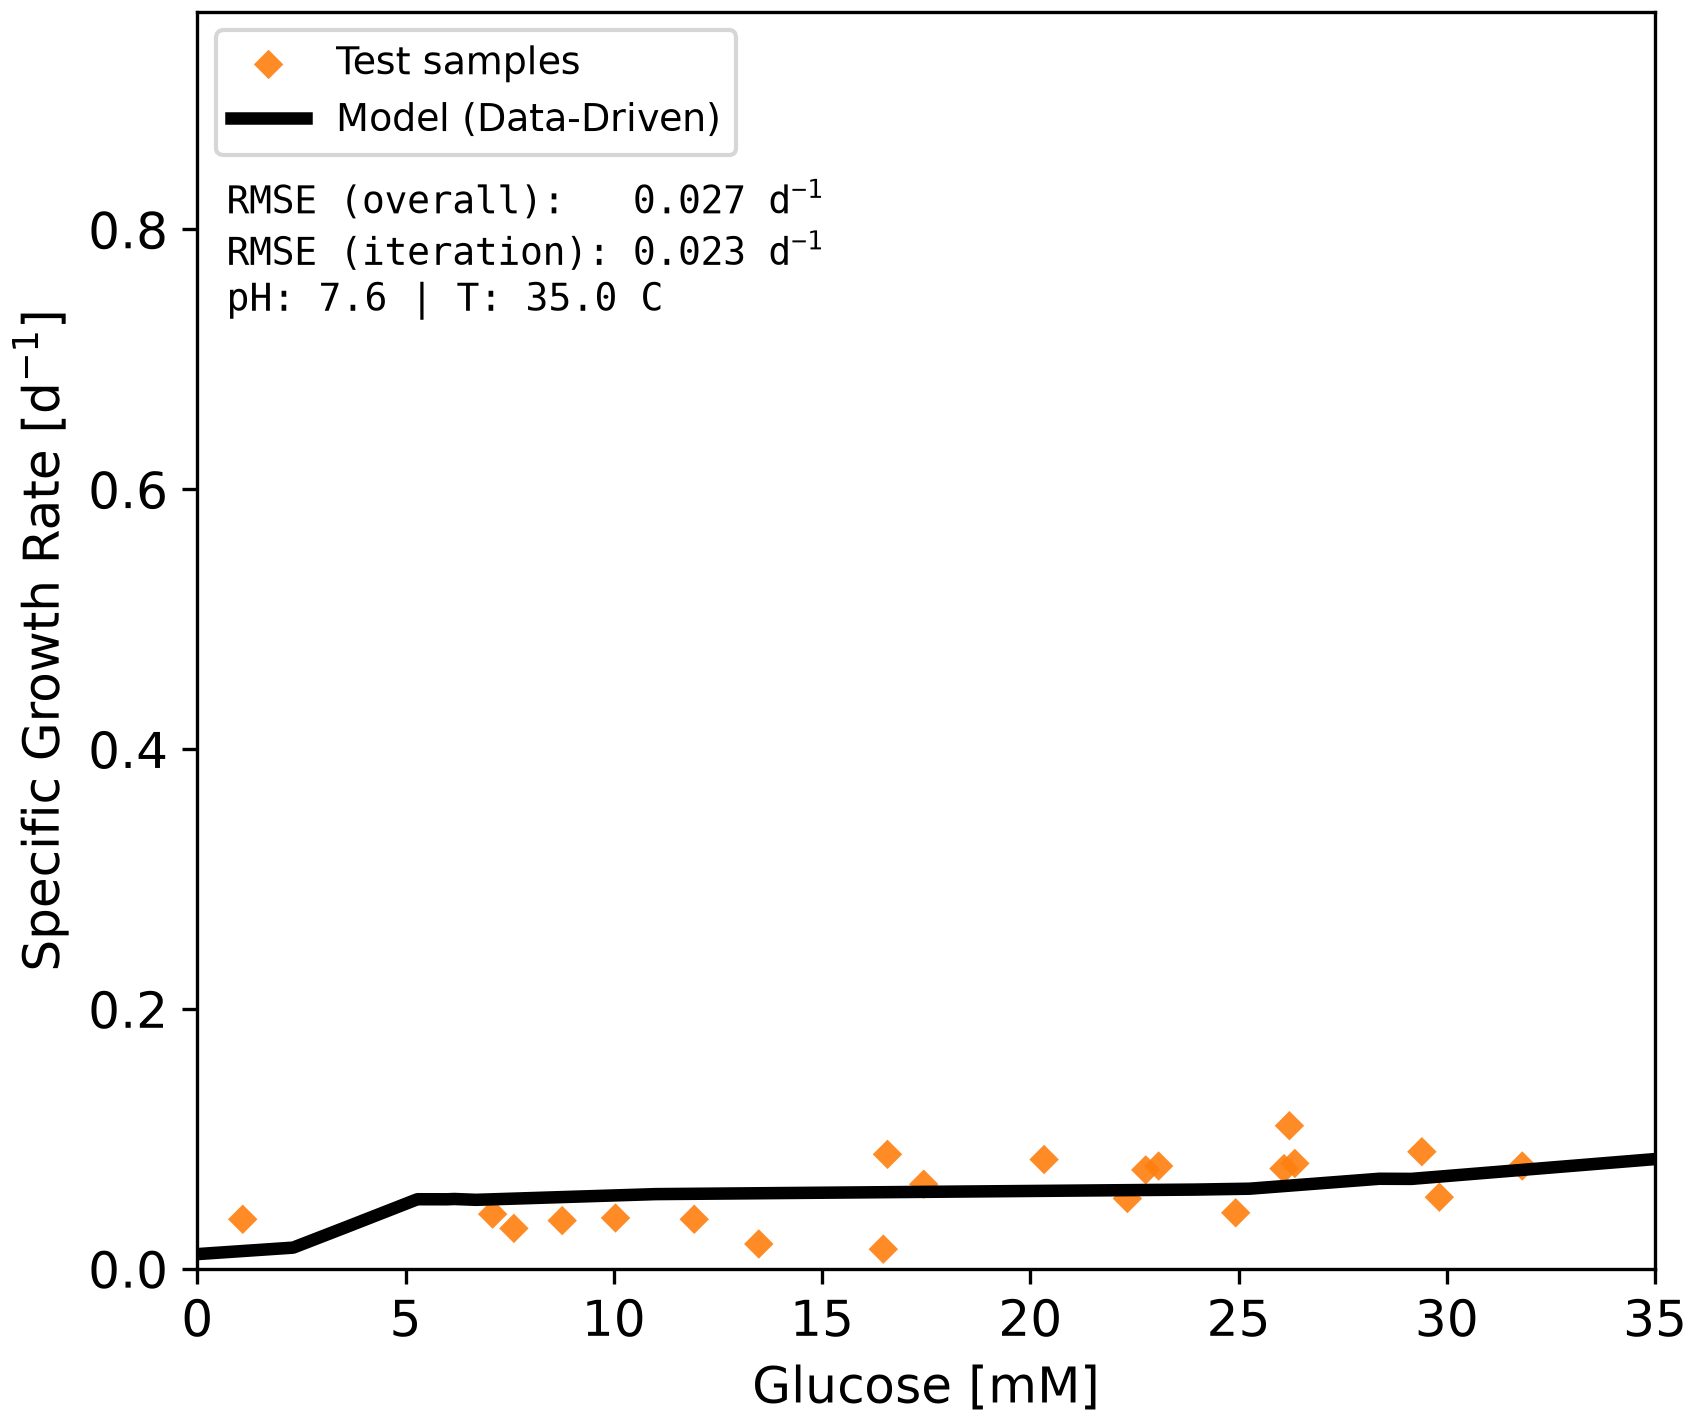 Test samples
Model (Data-Driven)
RMSE (overall): 0.027 d⁻¹
RMSE (iteration): 0.023 d⁻¹
pH: 7.6 | T: 35.0 C
Specific Growth Rate [d⁻¹]
0.8
0.6
0.4
0.2
0.0
0 5 10 15 20 25 30 35
Glucose [mM]